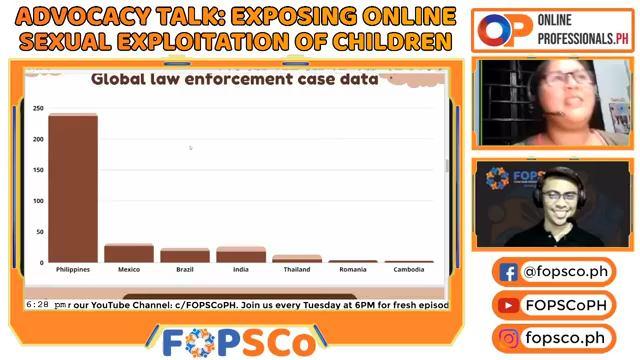 ADVOCACY TALK: EXPOSING ONLINE
SEXUAL EXPLOITATION OF CHILDREN
OP ONLINE
PROFESSIONALS.PH
Global law enforcement case data
250
200
150
100
50
0
Philippines Mexico Brazil India Thailand Romania Cambodia
FOPS
@fopsco.ph
FOPSCoPH
fopsco.ph
6:28 pm r our YouTube Channel: c/FOPSCoPH. Join us every Tuesday at 6PM for fresh episod
FOPSCo